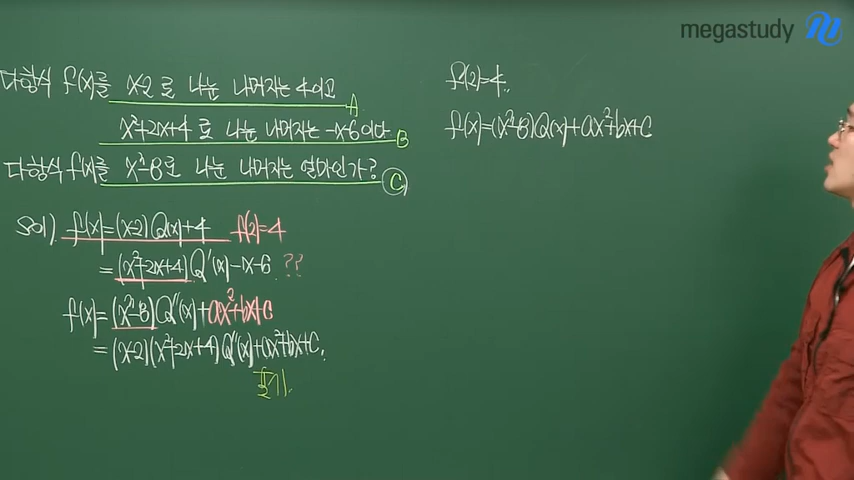 megastudy
다항식 f(x)를 x-2로 나눈 나머지는 4이고 A
x²+2x+4로 나눈 나머지는 -x-6이다 B
다항식 f(x)를 x³-8로 나눈 나머지는 얼마인가? C
sol) f(x)=(x-2)Q(x)+4 f(2)=4
=(x²+2x+4)Q'(x)-x-6 ??
f(x)=(x³-8)Q''(x)+ax²+bx+c
=(x-2)(x²+2x+4)Q''(x)+ax²+bx+c.
f(2)=4.
f(x)=(x³-8)Q(x)+ax²+bx+c